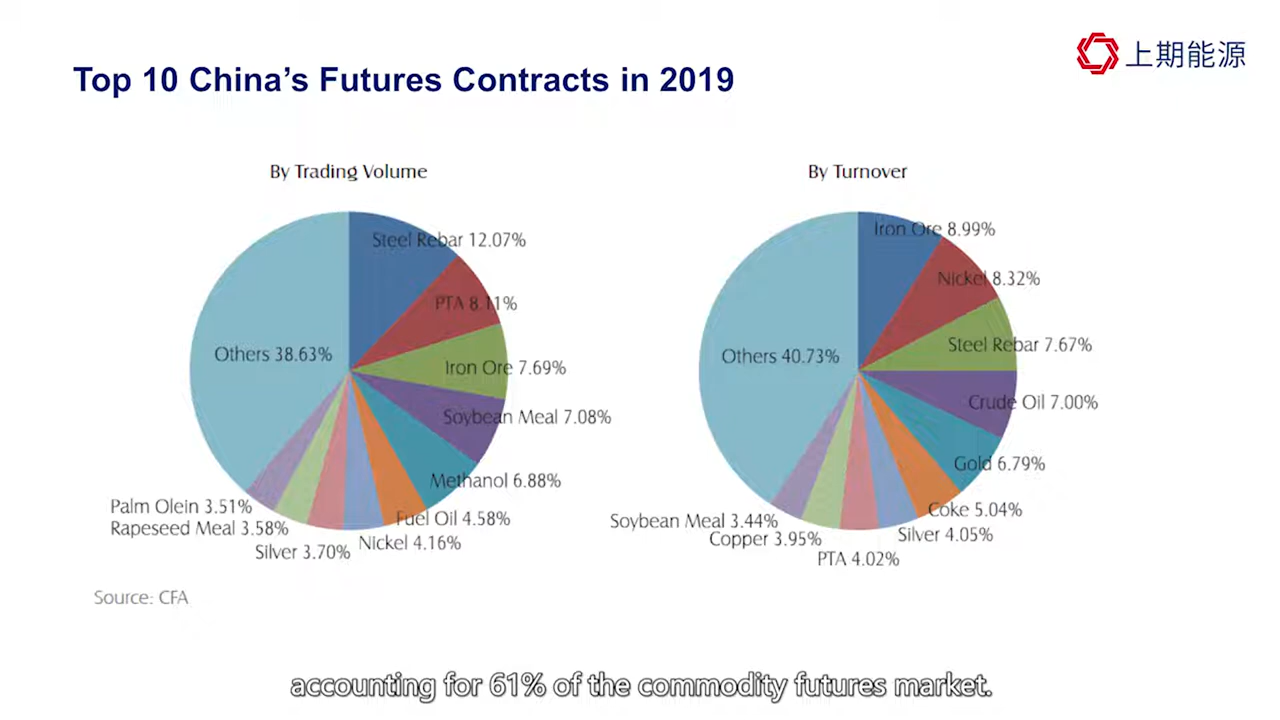 上期能源
Top 10 China's Futures Contracts in 2019
By Trading Volume
Steel Rebar 12.07%
PTA 8.11%
Iron Ore 7.69%
Soybean Meal 7.08%
Methanol 6.88%
Fuel Oil 4.58%
Nickel 4.16%
Silver 3.70%
Rapeseed Meal 3.58%
Palm Olein 3.51%
Others 38.63%
By Turnover
Iron Ore 8.99%
Nickel 8.32%
Steel Rebar 7.67%
Crude Oil 7.00%
Gold 6.79%
Coke 5.04%
Silver 4.05%
PTA 4.02%
Copper 3.95%
Soybean Meal 3.44%
Others 40.73%
Source: CFA
accounting for 61% of the commodity futures market.